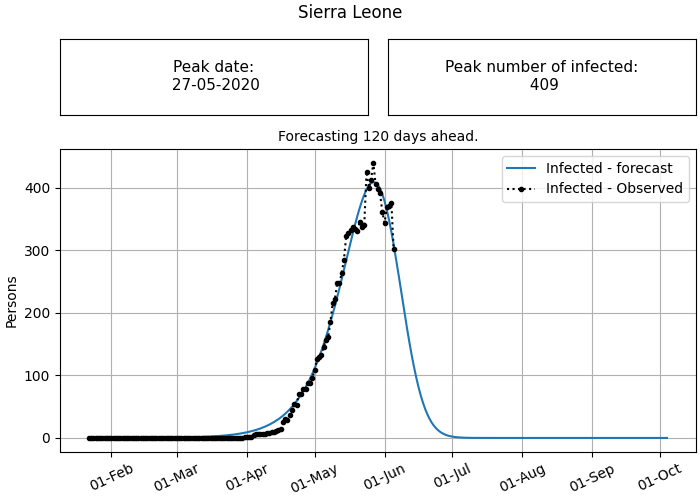 Sierra Leone
Peak date:
27-05-2020
Peak number of infected:
409
Forecasting 120 days ahead.
Infected - forecast
Infected - Observed
Persons
400
300
200
100
0
01-Feb
01-Mar
01-Apr
01-May
01-Jun
01-Jul
01-Aug
01-Sep
01-Oct